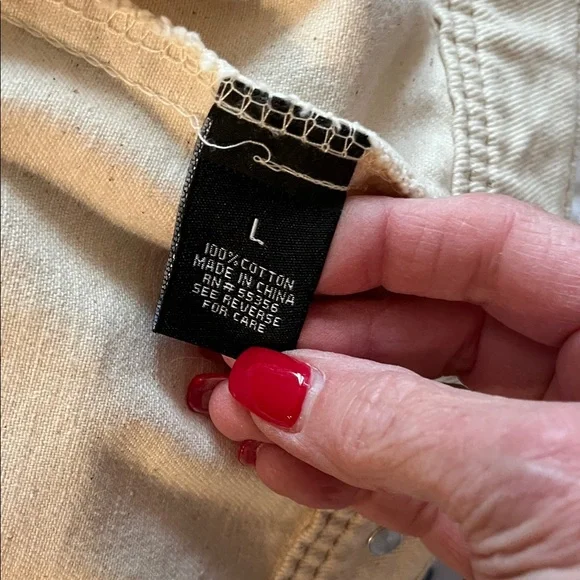 L
100% COTTON
MADE IN CHINA
RN# 55356
SEE REVERSE
FOR CARE